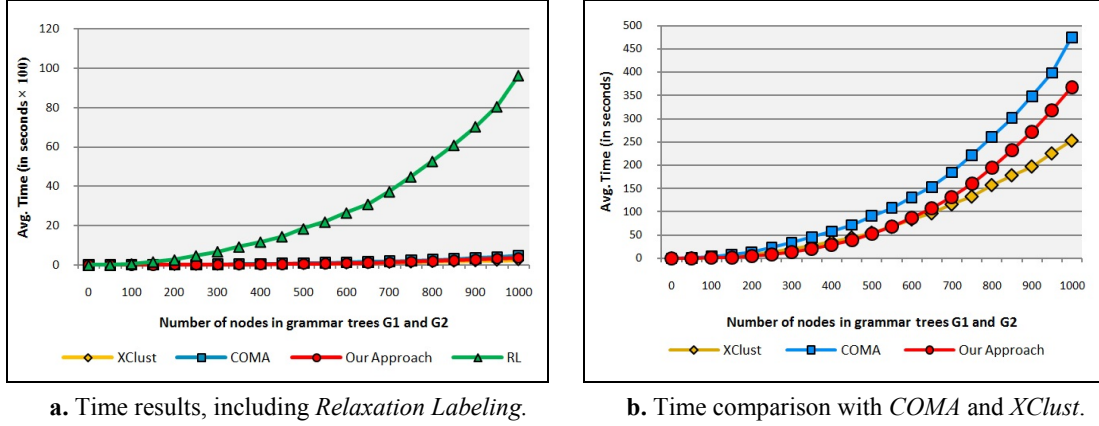 120
100
80
60
40
20
0
Avg. Time (in seconds × 100)
0 100 200 300 400 500 600 700 800 900 1000
Number of nodes in grammar trees G1 and G2
XClust COMA Our Approach RL
a. Time results, including Relaxation Labeling.
500
450
400
350
300
250
200
150
100
50
0
Avg. Time (in seconds)
0 100 200 300 400 500 600 700 800 900 1000
Number of nodes in grammar trees G1 and G2
XClust COMA Our Approach
b. Time comparison with COMA and XClust.